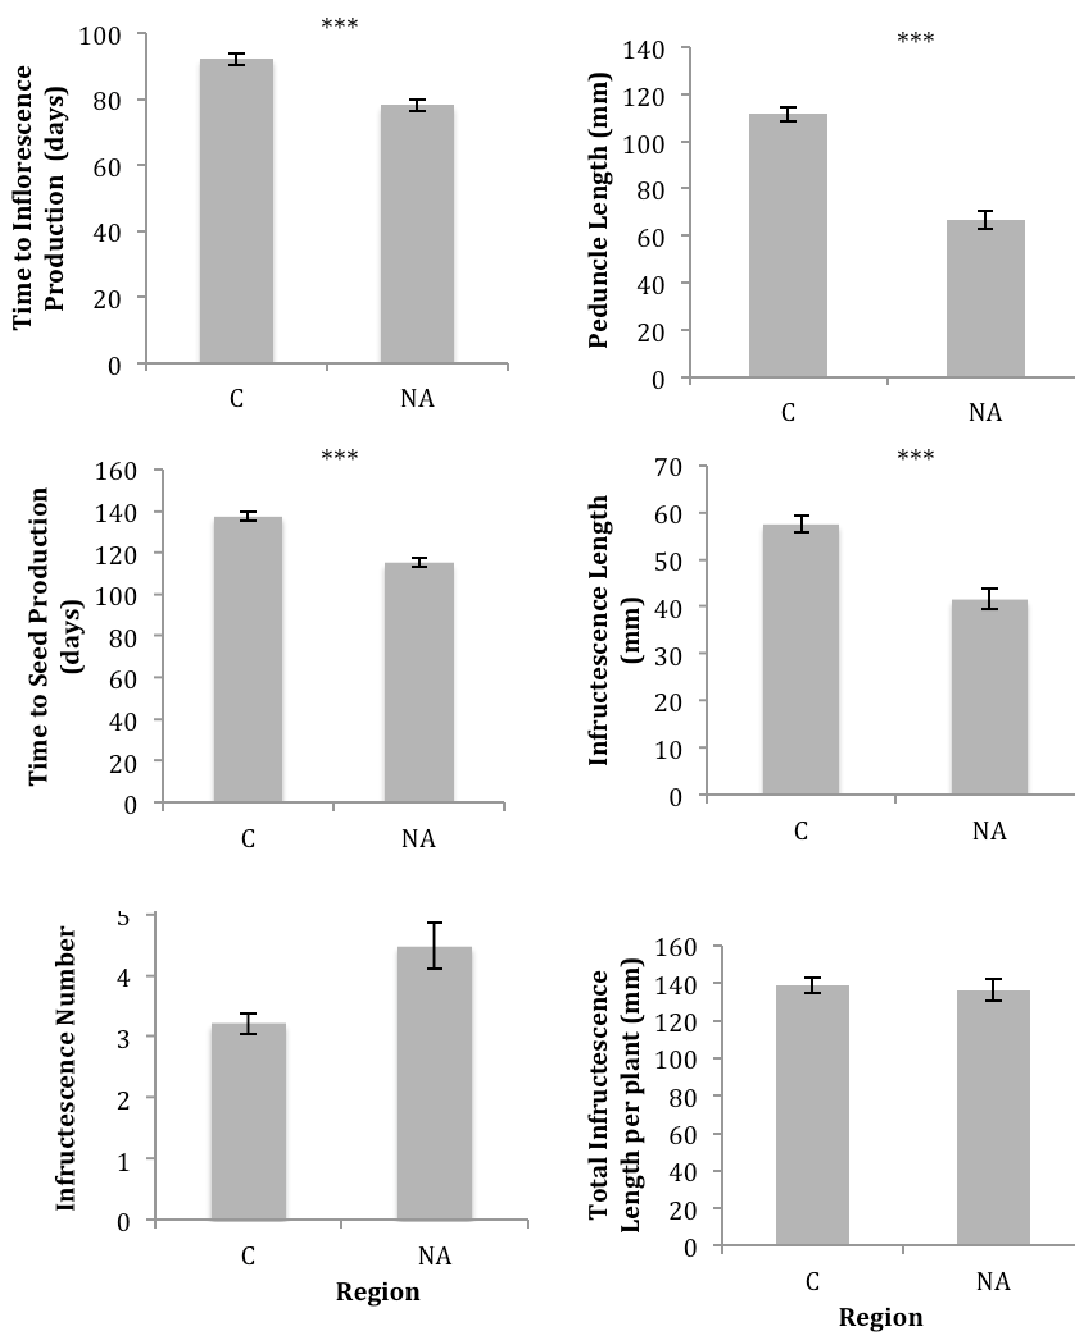 ***
100
80
60
40
20
0
Time to Inflorescence
Production (days)
C NA
***
140
120
100
80
60
40
20
0
Peduncle Length (mm)
C NA
***
160
140
120
100
80
60
40
20
0
Time to Seed Production
(days)
C NA
***
70
60
50
40
30
20
10
0
Infructescence Length
(mm)
C NA
5
4
3
2
1
0
Infructescence Number
C NA
Region
160
140
120
100
80
60
40
20
0
Total Infructescence
Length per plant (mm)
C NA
Region